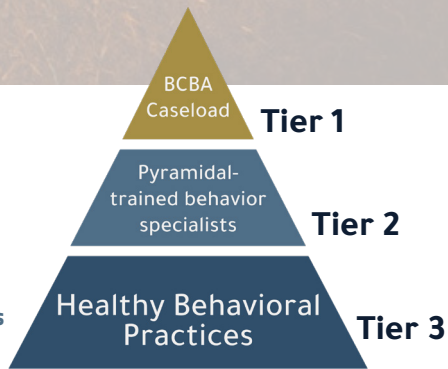 BCBA
Caseload
Tier 1
Pyramidal-
trained behavior
specialists
Tier 2
Healthy Behavioral
Practices
Tier 3